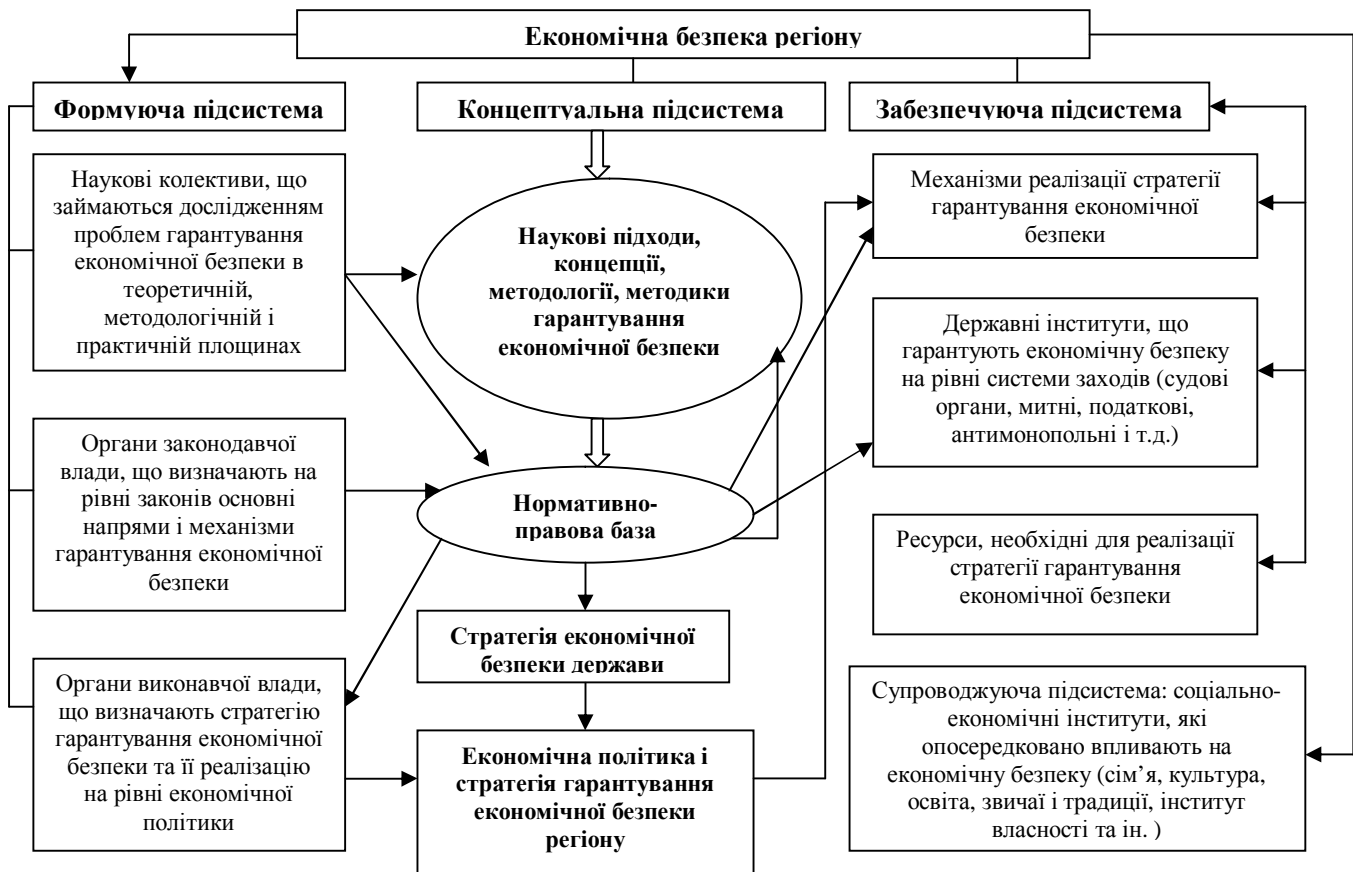 Економічна безпека регіону
Формуюча підсистема
Концептуальна підсистема
Забезпечуюча підсистема
Наукові колективи, що
займаються дослідженням
проблем гарантування
економічної безпеки в
теоретичній,
методологічній і
практичній площинах
Органи законодавчої
влади, що визначають на
рівні законів основні
напрями і механізми
гарантування економічної
безпеки
Органи виконавчої влади,
що визначають стратегію
гарантування економічної
безпеки та її реалізацію
на рівні економічної
політики
Наукові підходи,
концепції,
методології, методики
гарантування
економічної безпеки
Нормативно-
правова база
Стратегія економічної
безпеки держави
Економічна політика і
стратегія гарантування
економічної безпеки
регіону
Механізми реалізації стратегії
гарантування економічної
безпеки
Державні інститути, що
гарантують економічну безпеку
на рівні системи заходів (судові
органи, митні, податкові,
антимонопольні і т.д.)
Ресурси, необхідні для реалізації
стратегії гарантування
економічної безпеки
Супроводжуюча підсистема: соціально-
економічні інститути, які
опосередковано впливають на
економічну безпеку (сім’я, культура,
освіта, звичаї і традиції, інститут
власності та ін. )